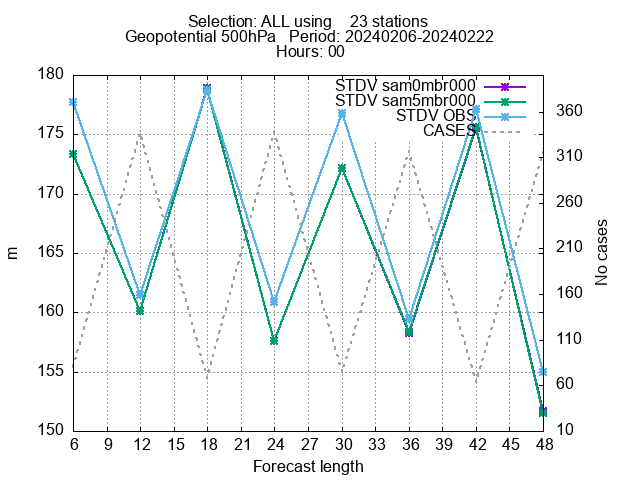 Selection: ALL using    23 stations
Geopotential 500hPa   Period: 20240206-20240222
Hours: 00
STDV sam0mbr000
STDV sam5mbr000
STDV OBS
CASES
180
175
170
165
160
155
150
m
360
310
260
210
160
110
60
10
No cases
6 9 12 15 18 21 24 27 30 33 36 39 42 45 48
Forecast length